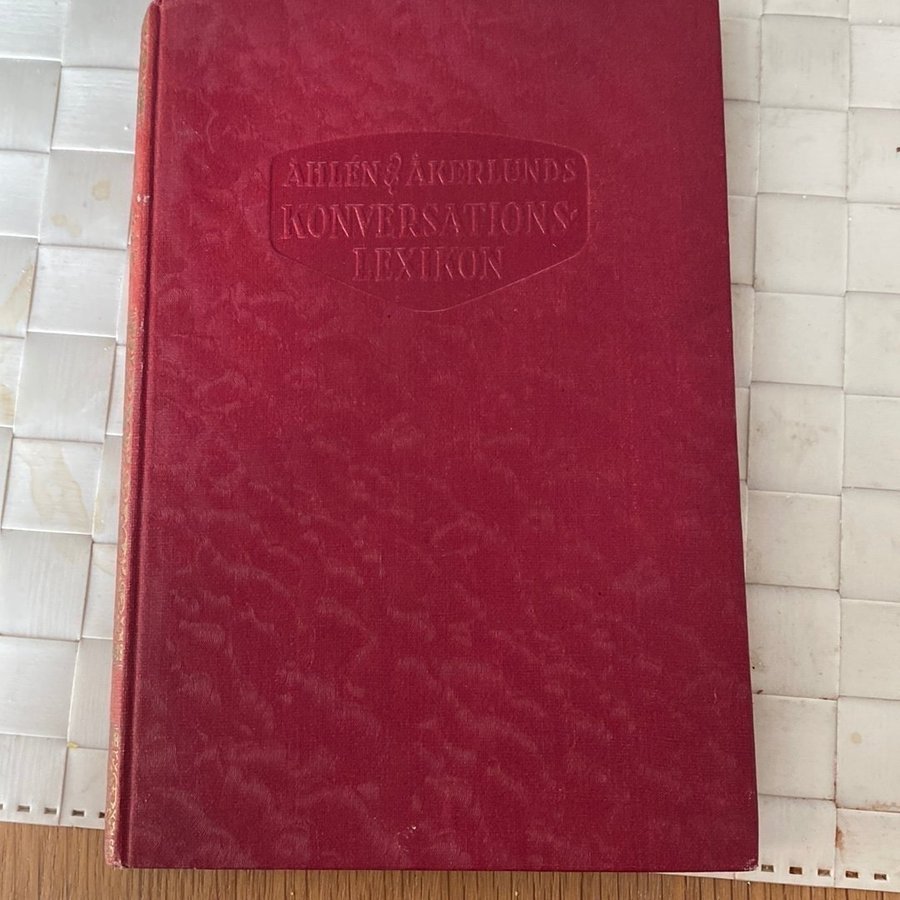 ÅHLÉN & ÅKERLUNDS
KONVERSATIONS-
LEXIKON